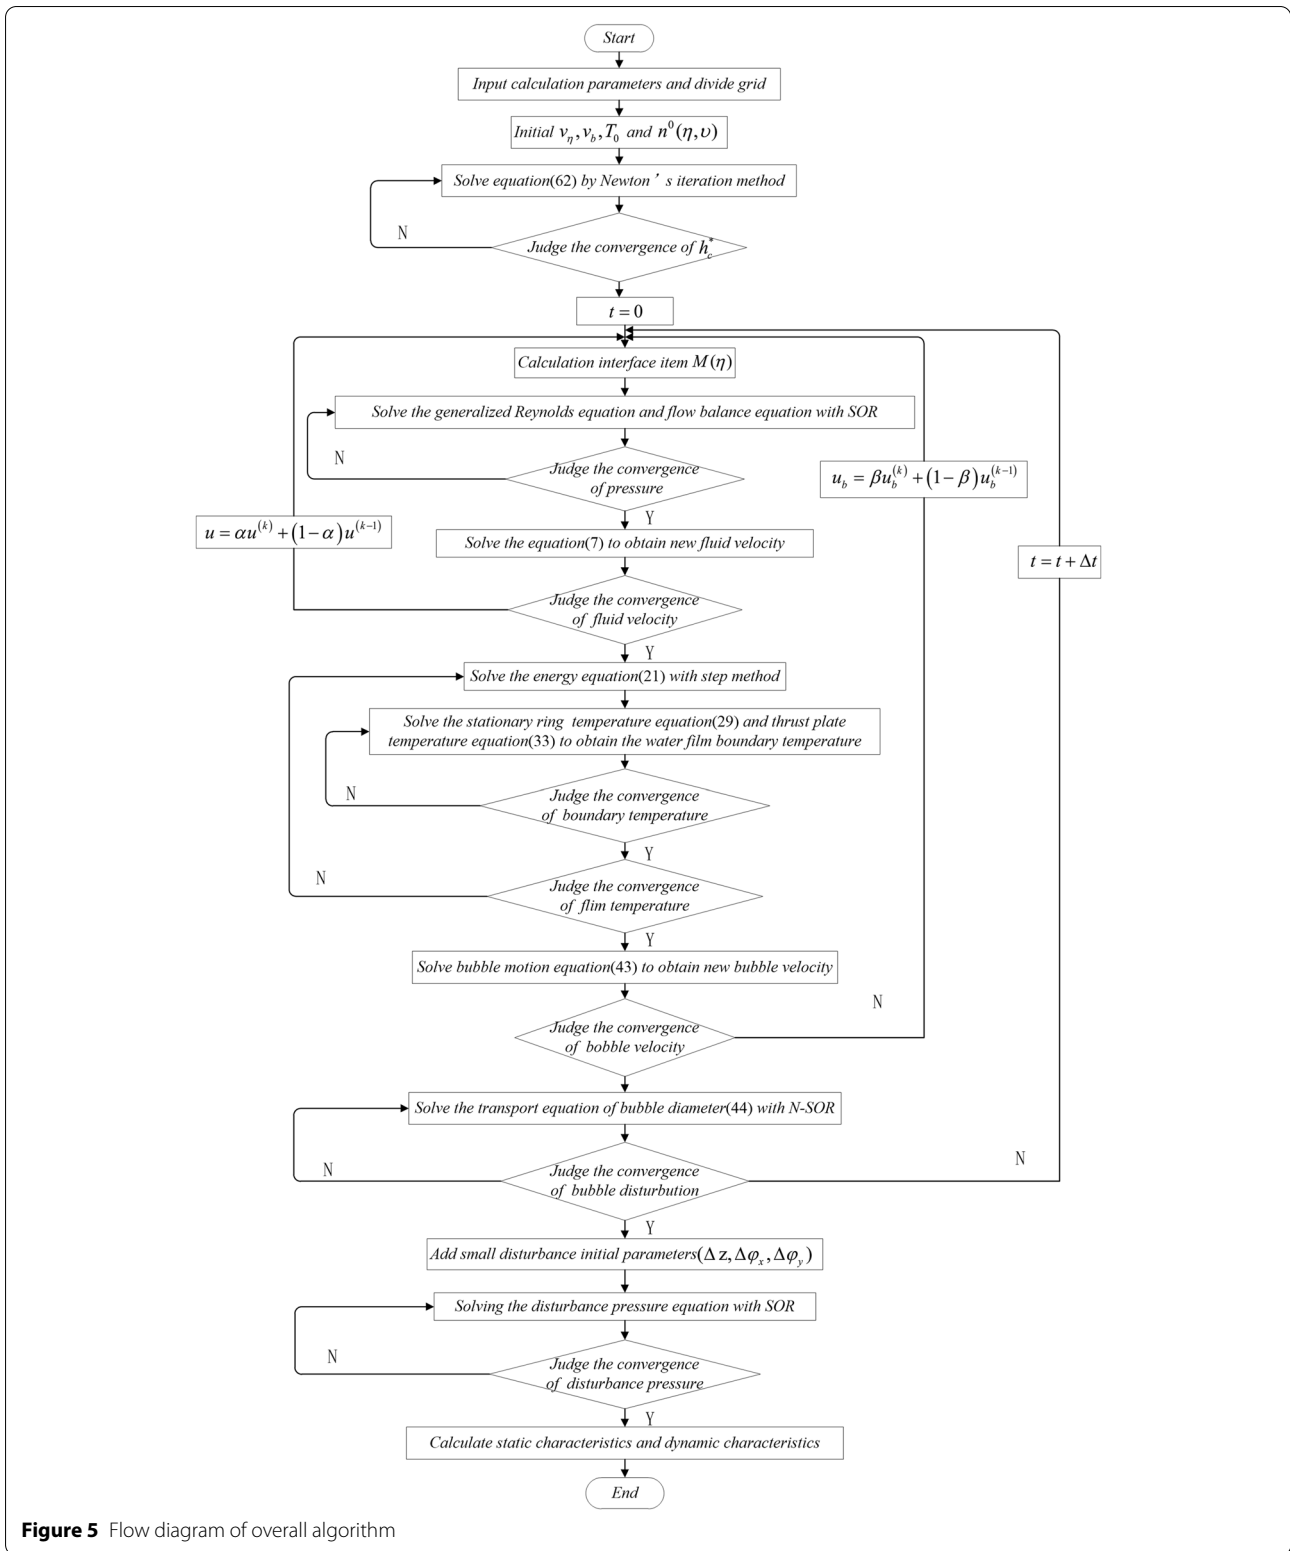 Start
Input calculation parameters and divide grid
Initial v_η, v_b, T_0 and n^0(η,υ)
Solve equation(62) by Newton's iteration method
N
Judge the convergence of h_c^*
t = 0
Calculation interface item M(η)
Solve the generalized Reynolds equation and flow balance equation with SOR
N
Judge the convergence
of pressure
u_b = βu_b^(k) + (1−β)u_b^(k-1)
Y
u = αu^(k) + (1−α)u^(k-1)
Solve the equation(7) to obtain new fluid velocity
t = t + Δt
Judge the convergence
of fluid velocity
Y
Solve the energy equation(21) with step method
Solve the stationary ring temperature equation(29) and thrust plate
temperature equation(33) to obtain the water film boundary temperature
N
Judge the convergence
of boundary temperature
Y
N
Judge the convergence
of flim temperature
Y
Solve bubble motion equation(43) to obtain new bubble velocity
N
Judge the convergence
of bobble velocity
Solve the transport equation of bubble diameter(44) with N-SOR
N
N
Judge the convergence
of bubble disturbution
Y
Add small disturbance initial parameters(Δz, Δφ_x, Δφ_y)
Solving the disturbance pressure equation with SOR
N
Judge the convergence
of disturbance pressure
Y
Calculate static characteristics and dynamic characteristics
End
Figure 5 Flow diagram of overall algorithm